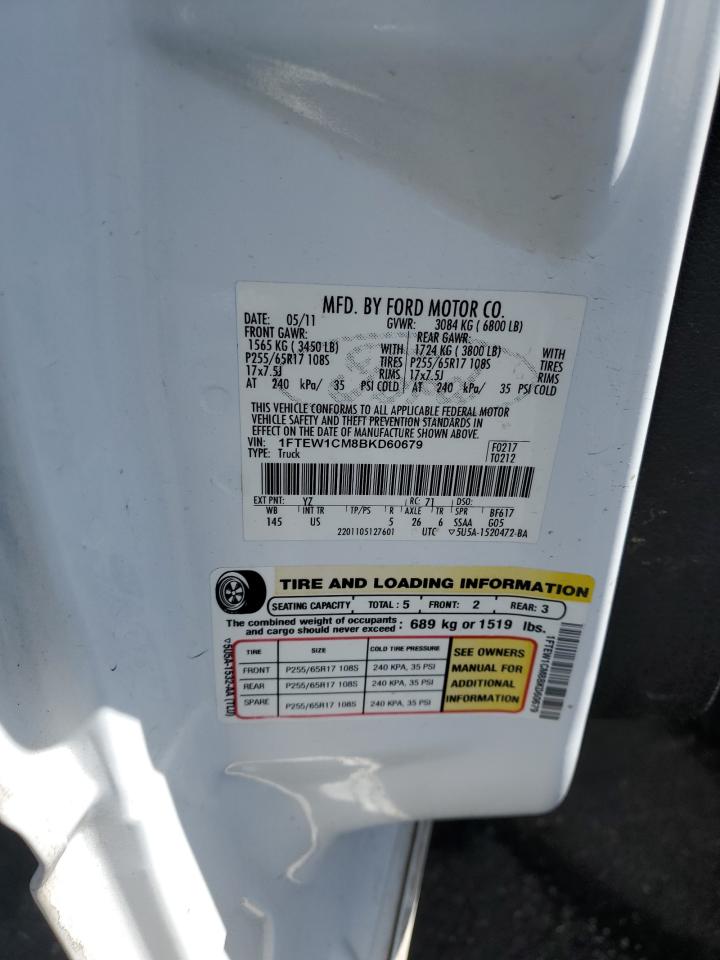 MFD. BY FORD MOTOR CO.
DATE: 05/11 GVWR: 3084 KG ( 6800 LB)
FRONT GAWR: REAR GAWR:
1565 KG ( 3450 LB) WITH 1724 KG ( 3800 LB) WITH
P255/65R17 108S TIRES P255/65R17 108S TIRES
17x7.5J RIMS 17x7.5J RIMS
AT 240 kPa/ 35 PSI COLD AT 240 kPa/ 35 PSI COLD
THIS VEHICLE CONFORMS TO ALL APPLICABLE FEDERAL MOTOR
VEHICLE SAFETY AND THEFT PREVENTION STANDARDS IN
EFFECT ON THE DATE OF MANUFACTURE SHOWN ABOVE.
VIN: 1FTEW1CM8BKD60679 F0217
TYPE: Truck T0212
EXT PNT: YZ RC: 71 DSO:
WB INT TR TP/PS R AXLE TR SPR BF617
145 US 5 26 6 SSAA G05
2201105127601 UTC ▽5U5A-1520472-BA
TIRE AND LOADING INFORMATION
SEATING CAPACITY TOTAL: 5 FRONT: 2 REAR: 3
The combined weight of occupants
and cargo should never exceed : 689 kg or 1519 lbs.
TIRE SIZE COLD TIRE PRESSURE
FRONT P255/65R17 108S 240 KPA, 35 PSI
REAR P255/65R17 108S 240 KPA, 35 PSI
SPARE P255/65R17 108S 240 KPA, 35 PSI
SEE OWNERS
MANUAL FOR
ADDITIONAL
INFORMATION
1FTEW1CM8BKD60679